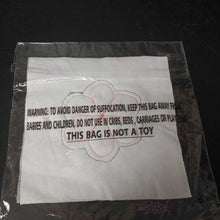 WARNING: TO AVOID DANGER OF SUFFOCATION, KEEP THIS BAG AWAY FROM
BABIES AND CHILDREN, DO NOT USE IN CRIBS, BEDS, CARRIAGES OR PLAY
THIS BAG IS NOT A TOY